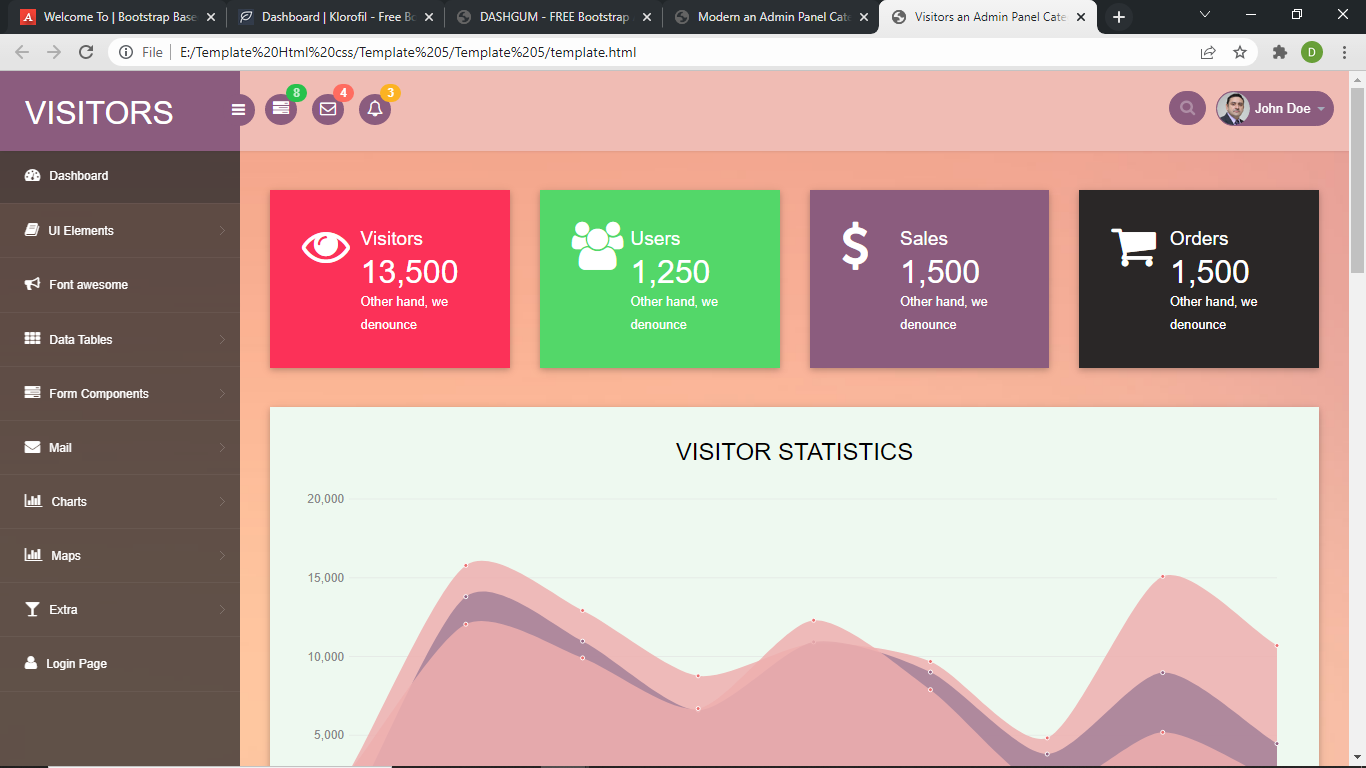 Welcome To | Bootstrap Base
Dashboard | Klorofil - Free Bo
DASHGUM - FREE Bootstrap
Modern an Admin Panel Cate
Visitors an Admin Panel Cate
File
E:/Template%20Html%20css/Template%205/Template%205/template.html
D
VISITORS
8
4
3
John Doe
Dashboard
UI Elements
Font awesome
Data Tables
Form Components
Mail
Charts
Maps
Extra
Login Page
Visitors
13,500
Other hand, we
denounce
Users
1,250
Other hand, we
denounce
Sales
1,500
Other hand, we
denounce
Orders
1,500
Other hand, we
denounce
VISITOR STATISTICS
20,000
15,000
10,000
5,000